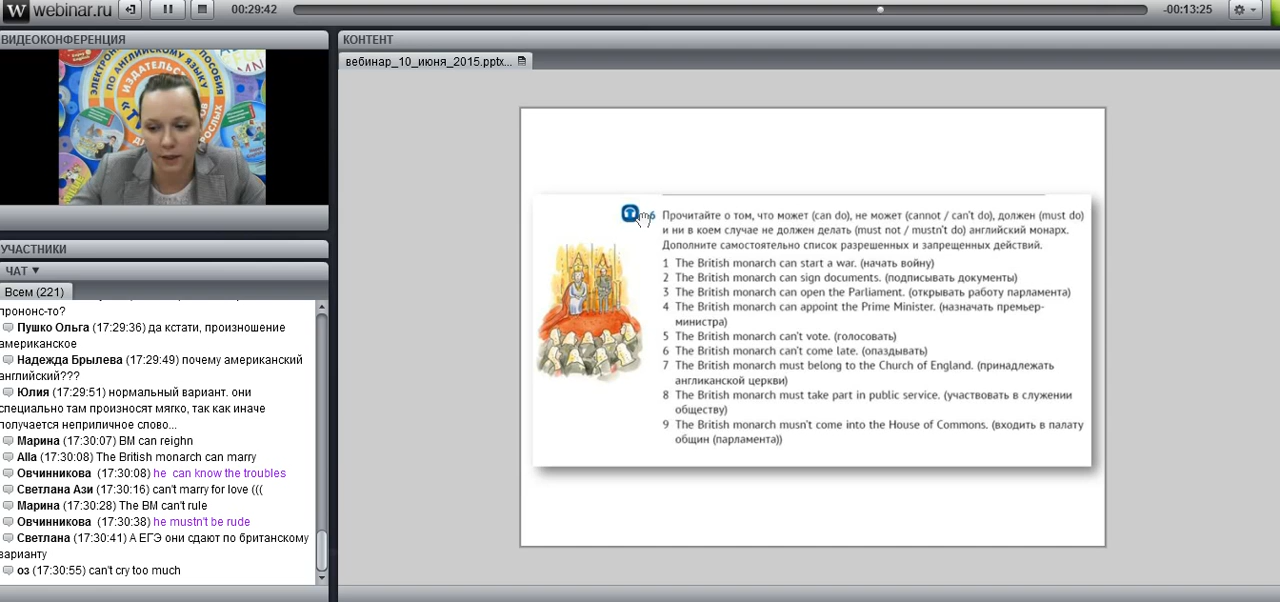 W webinar.ru
00:29:42
-00:13:25
ВИДЕОКОНФЕРЕНЦИЯ
ЭЛЕКТРОННЫЕ
ПО АНГЛИЙСКОМУ ЯЗЫКУ
ПОСОБИЯ
ИЗДАТЕЛЬС
УЧАСТНИКИ
ЧАТ ▼
Всем (221)
прононс-то?
Пушко Ольга (17:29:36) да кстати, произношение
американское
Надежда Брылева (17:29:49) почему американский
английский???
Юлия (17:29:51) нормальный вариант. они
специально там произносят мягко, так как иначе
получается неприличное слово...
Марина (17:30:07) BM can reighn
Alla (17:30:08) The British monarch can marry
Овчинникова (17:30:08) he can know the troubles
Светлана Ази (17:30:16) can't marry for love (((
Марина (17:30:28) The BM can't rule
Овчинникова (17:30:38) he mustn't be rude
Светлана (17:30:41) А ЕГЭ они сдают по британскому
варианту
оз (17:30:55) can't cry too much
КОНТЕНТ
вебинар_10_июня_2015.pptx...
6 Прочитайте о том, что может (can do), не может (cannot / can't do), должен (must do)
и ни в коем случае не должен делать (must not / mustn't do) английский монарх.
Дополните самостоятельно список разрешенных и запрещенных действий.
1 The British monarch can start a war. (начать войну)
2 The British monarch can sign documents. (подписывать документы)
3 The British monarch can open the Parliament. (открывать работу парламента)
4 The British monarch can appoint the Prime Minister. (назначать премьер-
министра)
5 The British monarch can't vote. (голосовать)
6 The British monarch can't come late. (опаздывать)
7 The British monarch must belong to the Church of England. (принадлежать
англиканской церкви)
8 The British monarch must take part in public service. (участвовать в служении
обществу)
9 The British monarch musn't come into the House of Commons. (входить в палату
общин (парламента))